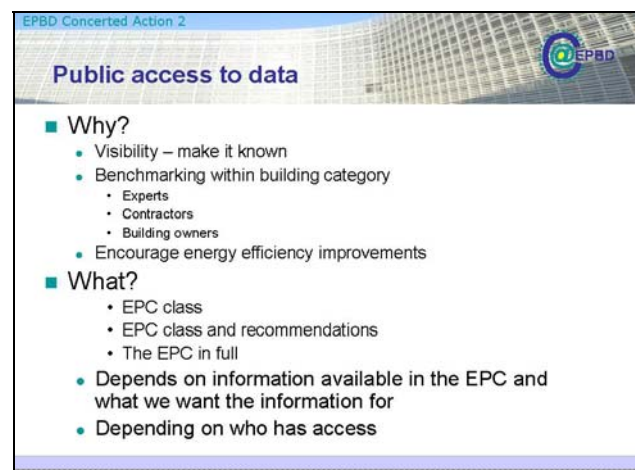 EPBD Concerted Action 2
@EPBD
Public access to data
Why?
Visibility – make it known
Benchmarking within building category
Experts
Contractors
Building owners
Encourage energy efficiency improvements
What?
EPC class
EPC class and recommendations
The EPC in full
Depends on information available in the EPC and
what we want the information for
Depending on who has access